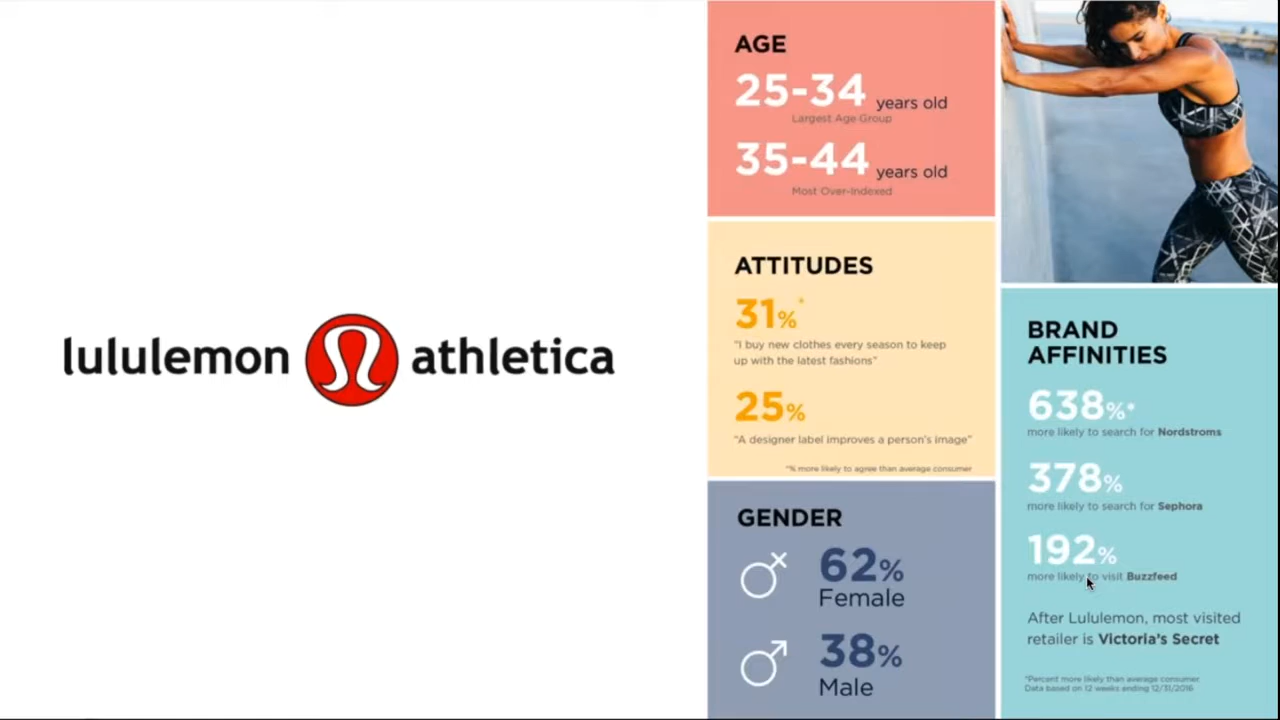 lululemon athletica
AGE
25-34 years old
Largest Age Group
35-44 years old
Most Over-Indexed
ATTITUDES
31%*
"I buy new clothes every season to keep
up with the latest fashions"
25%
"A designer label improves a person's image"
*% more likely to agree than average consumer
GENDER
62%
Female
38%
Male
BRAND
AFFINITIES
638%*
more likely to search for Nordstroms
378%
more likely to search for Sephora
192%
more likely to visit Buzzfeed
After Lululemon, most visited
retailer is Victoria's Secret
*Percent more likely than average consumer
Data based on 12 weeks ending 12/31/2016